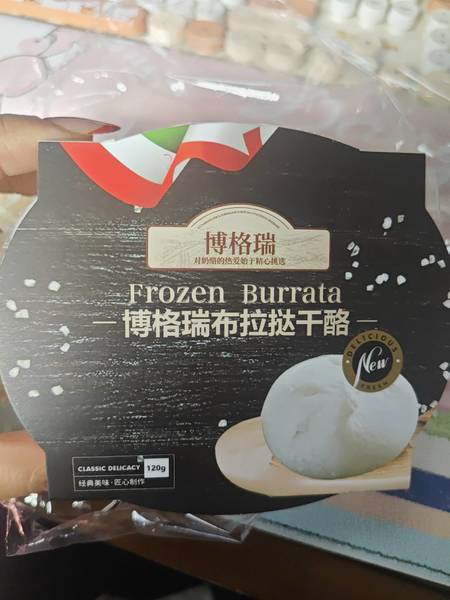 博格瑞
对奶酪的热爱始于精心挑选
Frozen Burrata
博格瑞布拉挞干酪
DELICIOUS
New
FRESH
CLASSIC DELICACY
120g
经典美味·匠心制作